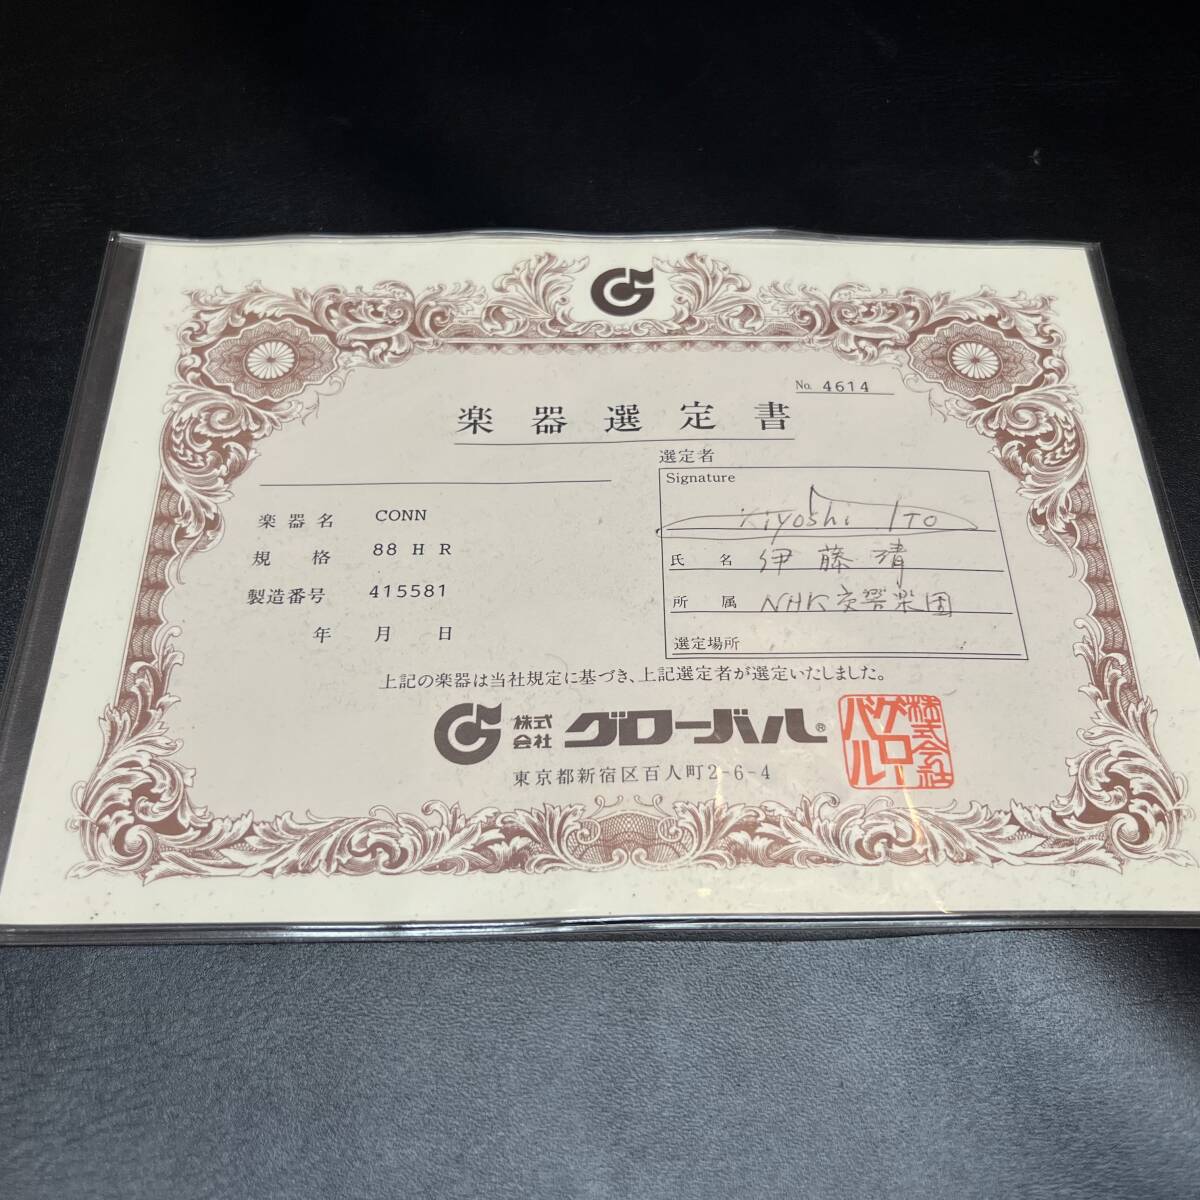 No. 4614
楽器選定書
選定者
Signature
Kiyoshi ITO
楽器名 CONN
規格 88 H R
製造番号 415581
年 月 日
氏名 伊藤清
所属 NHK交響楽団
選定場所
上記の楽器は当社規定に基づき、上記選定者が選定いたしました。
株式会社 グローバル®
東京都新宿区百人町2-6-4
株式会社グローバル